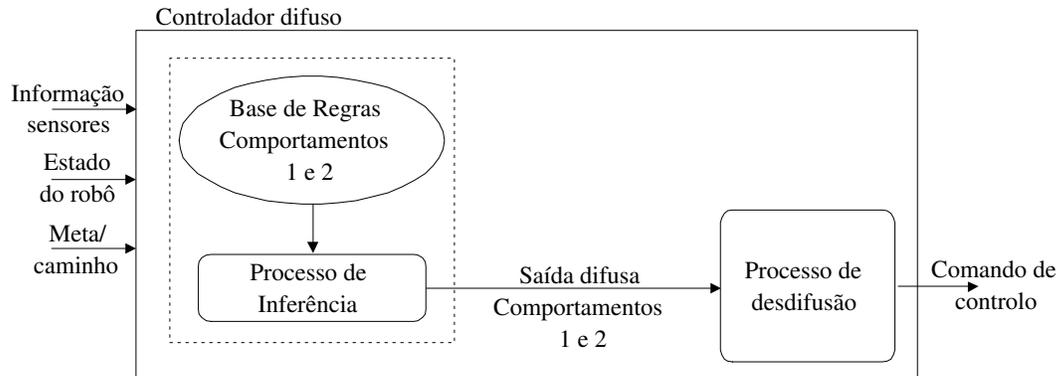 Controlador difuso
Informação
sensores
Estado
do robô
Meta/
caminho
Base de Regras
Comportamentos
1 e 2
Processo de
Inferência
Saída difusa
Comportamentos
1 e 2
Processo de
desdifusão
Comando de
controlo